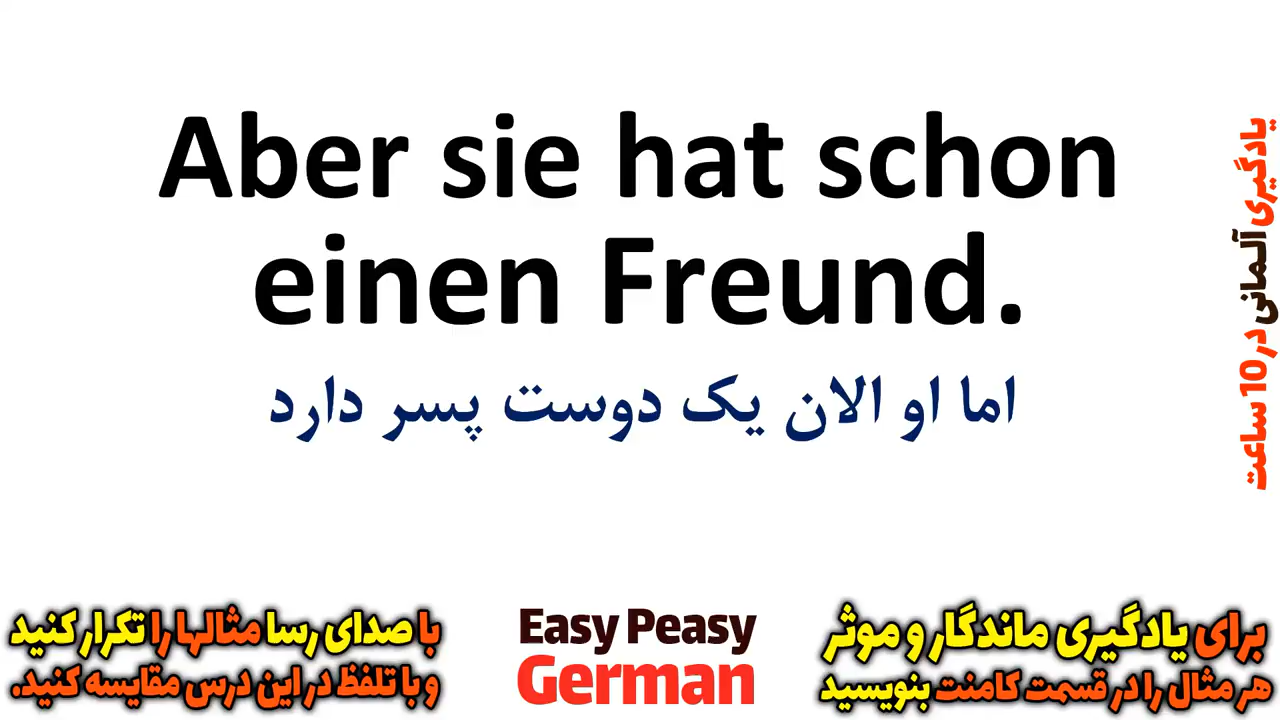 Aber sie hat schon
einen Freund.
اما او الان یک دوست پسر دارد
یادگیری آلمانی در 10 ساعت
برای یادگیری ماندگار و موثر
هر مثال را در قسمت کامنت بنویسید
Easy Peasy
German
با صدای رسا مثالها را تکرار کنید
و با تلفظ در این درس مقایسه کنید.